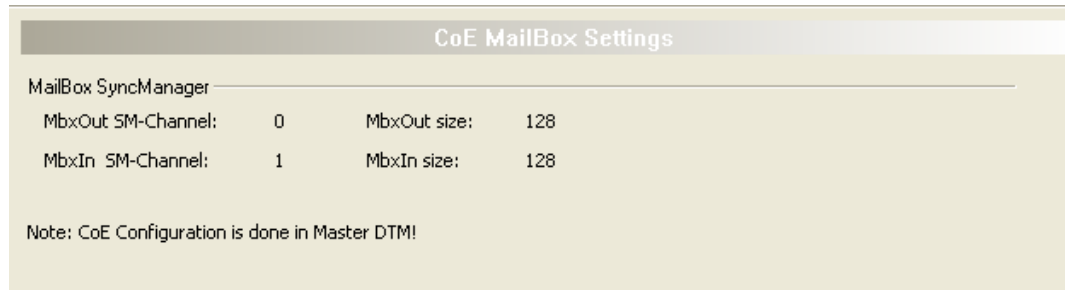 CoE MailBox Settings
MailBox SyncManager
MbxOut SM-Channel: 0 MbxOut size: 128
MbxIn SM-Channel: 1 MbxIn size: 128
Note: CoE Configuration is done in Master DTM!